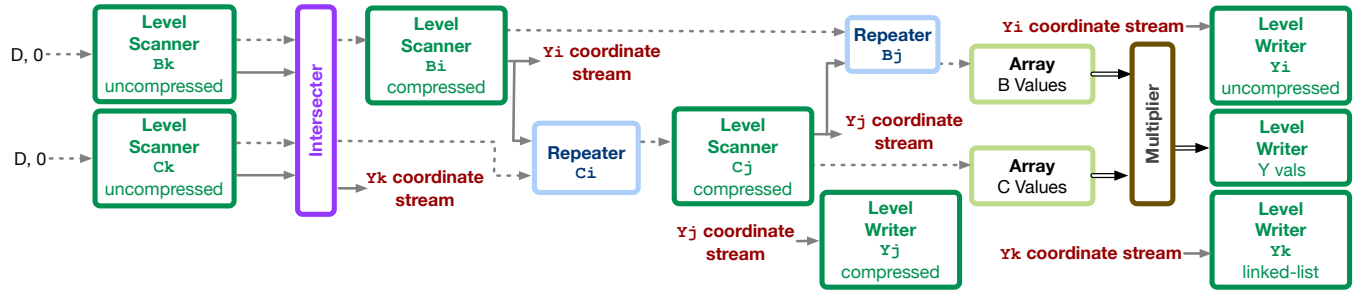 D, 0
Level
Scanner
Bk
uncompressed
D, 0
Level
Scanner
Ck
uncompressed
Intersecter
Yk coordinate
stream
Level
Scanner
Bi
compressed
Yi coordinate
stream
Repeater
Ci
Level
Scanner
Cj
compressed
Repeater
Bj
Yj coordinate
stream
Yj coordinate
stream
Level
Writer
Yj
compressed
Array
B Values
Array
C Values
Multiplier
Yi coordinate stream
Level
Writer
Yi
uncompressed
Level
Writer
Y vals
Yk coordinate stream
Level
Writer
Yk
linked-list